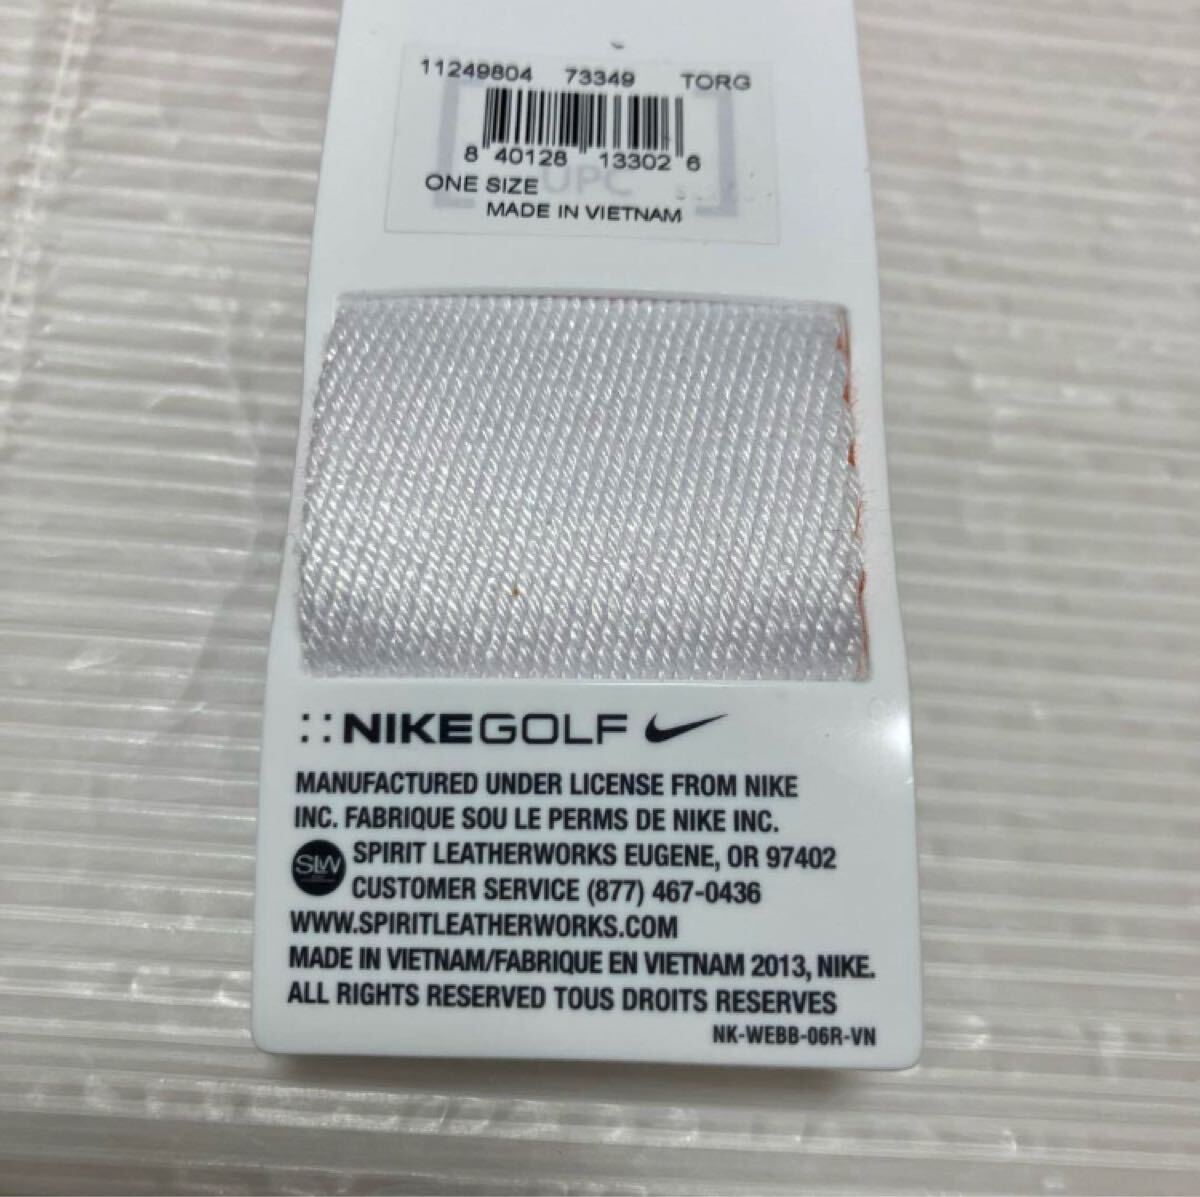 11249804 73349 TORG
8 40128 13302 6
UPC
ONE SIZE
MADE IN VIETNAM
NIKEGOLF
MANUFACTURED UNDER LICENSE FROM NIKE
INC. FABRIQUE SOU LE PERMS DE NIKE INC.
SLW
SPIRIT LEATHERWORKS EUGENE, OR 97402
CUSTOMER SERVICE (877) 467-0436
WWW.SPIRITLEATHERWORKS.COM
MADE IN VIETNAM/FABRIQUE EN VIETNAM 2013, NIKE.
ALL RIGHTS RESERVED TOUS DROITS RESERVES
NK-WEBB-06R-VN